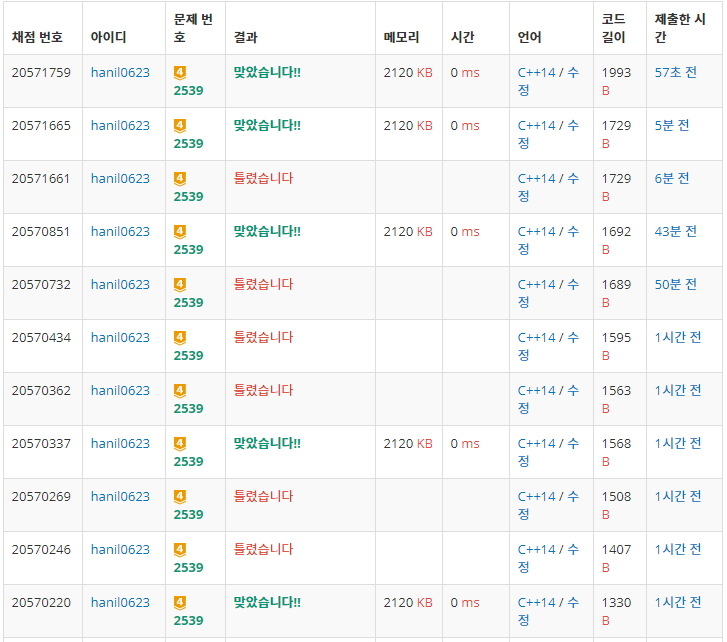 채점 번호 아이디 문제 번호 결과 메모리 시간 언어 코드 길이 제출한 시간
20571759 hanil0623 4 2539 맞았습니다!! 2120 KB 0 ms C++14 / 수정 1993 B 57초 전
20571665 hanil0623 4 2539 맞았습니다!! 2120 KB 0 ms C++14 / 수정 1729 B 5분 전
20571661 hanil0623 4 2539 틀렸습니다 C++14 / 수정 1729 B 6분 전
20570851 hanil0623 4 2539 맞았습니다!! 2120 KB 0 ms C++14 / 수정 1692 B 43분 전
20570732 hanil0623 4 2539 틀렸습니다 C++14 / 수정 1689 B 50분 전
20570434 hanil0623 4 2539 틀렸습니다 C++14 / 수정 1595 B 1시간 전
20570362 hanil0623 4 2539 틀렸습니다 C++14 / 수정 1563 B 1시간 전
20570337 hanil0623 4 2539 맞았습니다!! 2120 KB 0 ms C++14 / 수정 1568 B 1시간 전
20570269 hanil0623 4 2539 틀렸습니다 C++14 / 수정 1508 B 1시간 전
20570246 hanil0623 4 2539 틀렸습니다 C++14 / 수정 1407 B 1시간 전
20570220 hanil0623 4 2539 맞았습니다!! 2120 KB 0 ms C++14 / 수정 1330 B 1시간 전